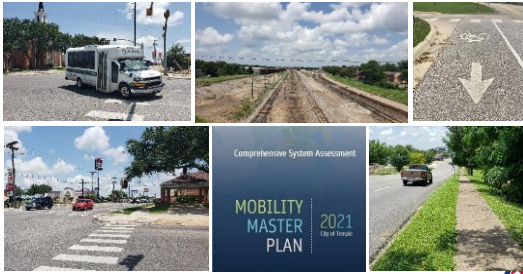 Comprehensive System Assessment
MOBILITY
MASTER
PLAN
2021
City of Temple